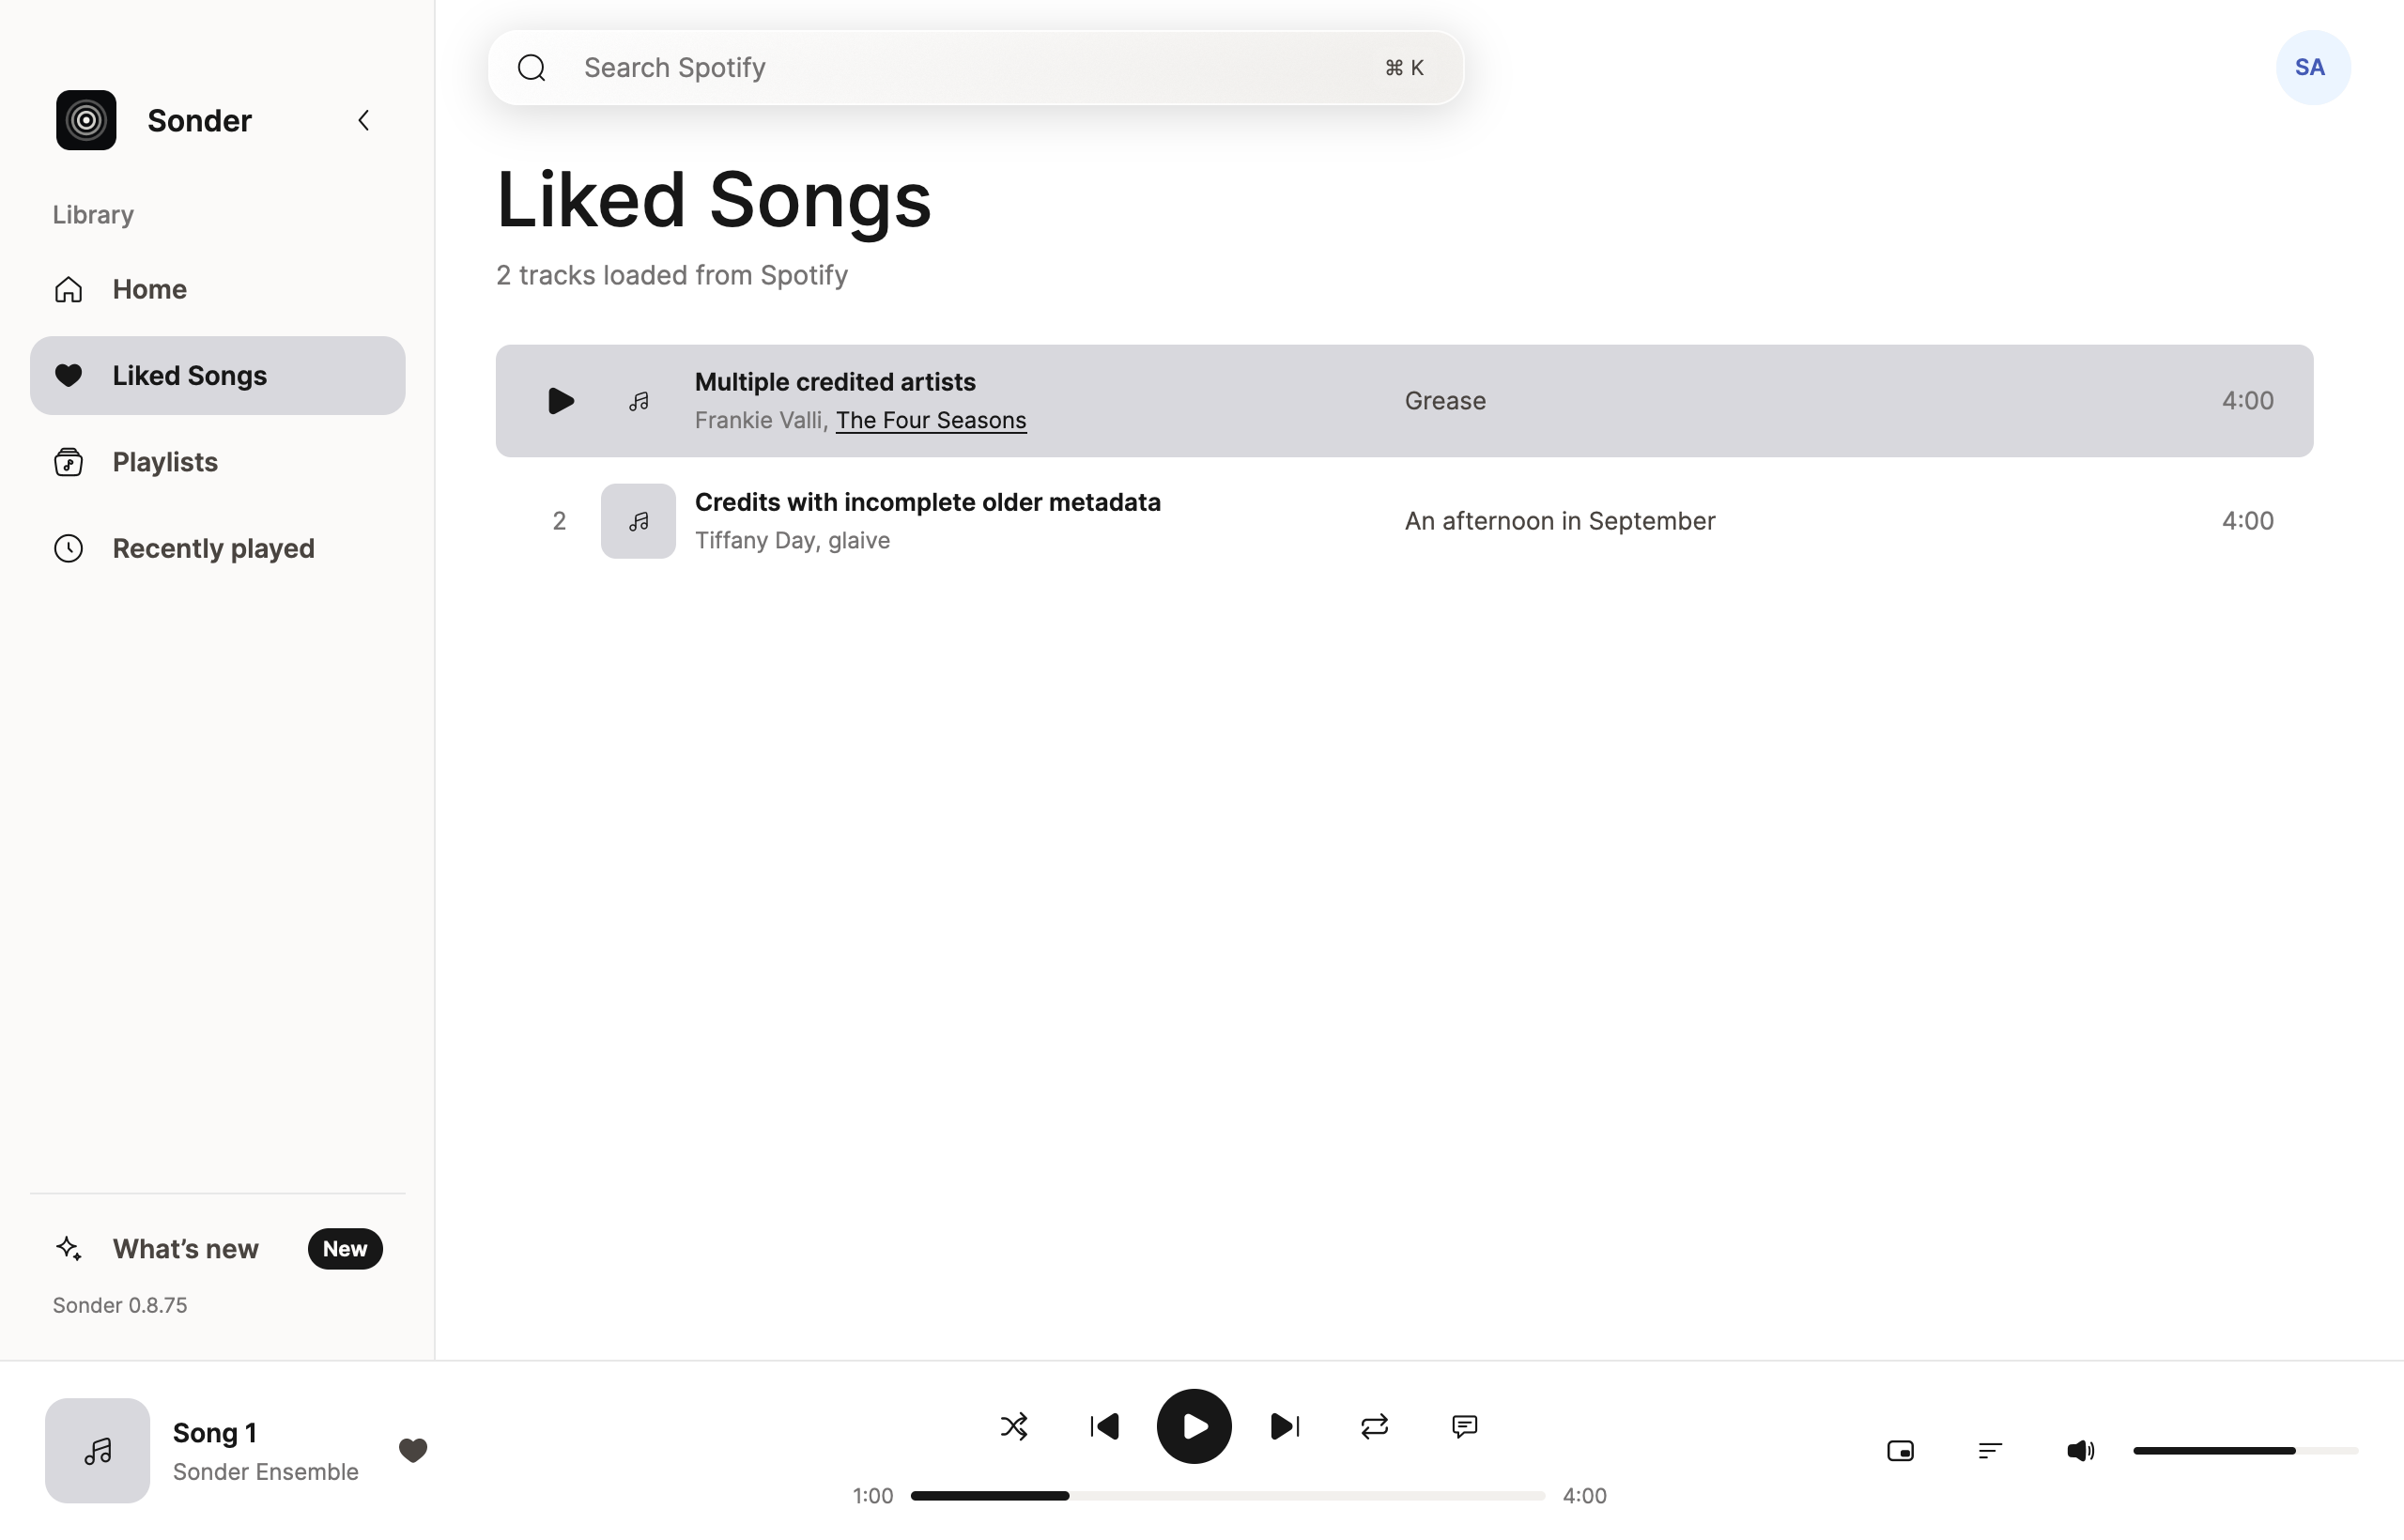 Sonder
Library
Home
Liked Songs
Playlists
Recently played
What’s new
New
Sonder 0.8.75
Search Spotify
⌘ K
SA
Liked Songs
2 tracks loaded from Spotify
Multiple credited artists
Frankie Valli, The Four Seasons
Grease
4:00
2
Credits with incomplete older metadata
Tiffany Day, glaive
An afternoon in September
4:00
Song 1
Sonder Ensemble
1:00
4:00